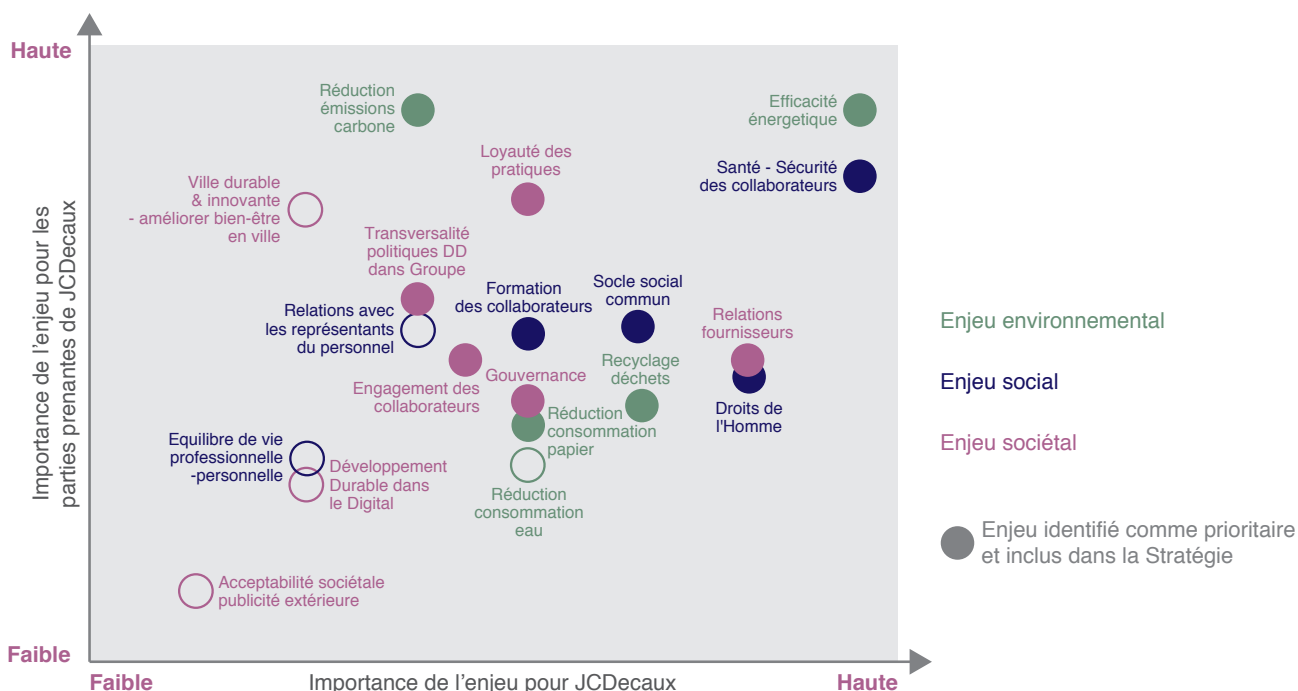 Haute
Réduction
émissions
carbone
Efficacité
énergetique
Loyauté des
pratiques
Santé - Sécurité
des collaborateurs
Ville durable
& innovante
- améliorer bien-être
en ville
Transversalité
politiques DD
dans Groupe
Relations avec
les représentants
du personnel
Formation
des collaborateurs
Socle social
commun
Relations
fournisseurs
Engagement des
collaborateurs
Gouvernance
Recyclage
déchets
Droits de
l'Homme
Réduction
consommation
papier
Equilibre de vie
professionnelle
-personnelle
Développement
Durable dans
le Digital
Réduction
consommation
eau
Acceptabilité sociétale
publicité extérieure
Importance de l'enjeu pour les
parties prenantes de JCDecaux
Faible
Faible
Importance de l'enjeu pour JCDecaux
Haute
Enjeu environnemental
Enjeu social
Enjeu sociétal
Enjeu identifié comme prioritaire
et inclus dans la Stratégie